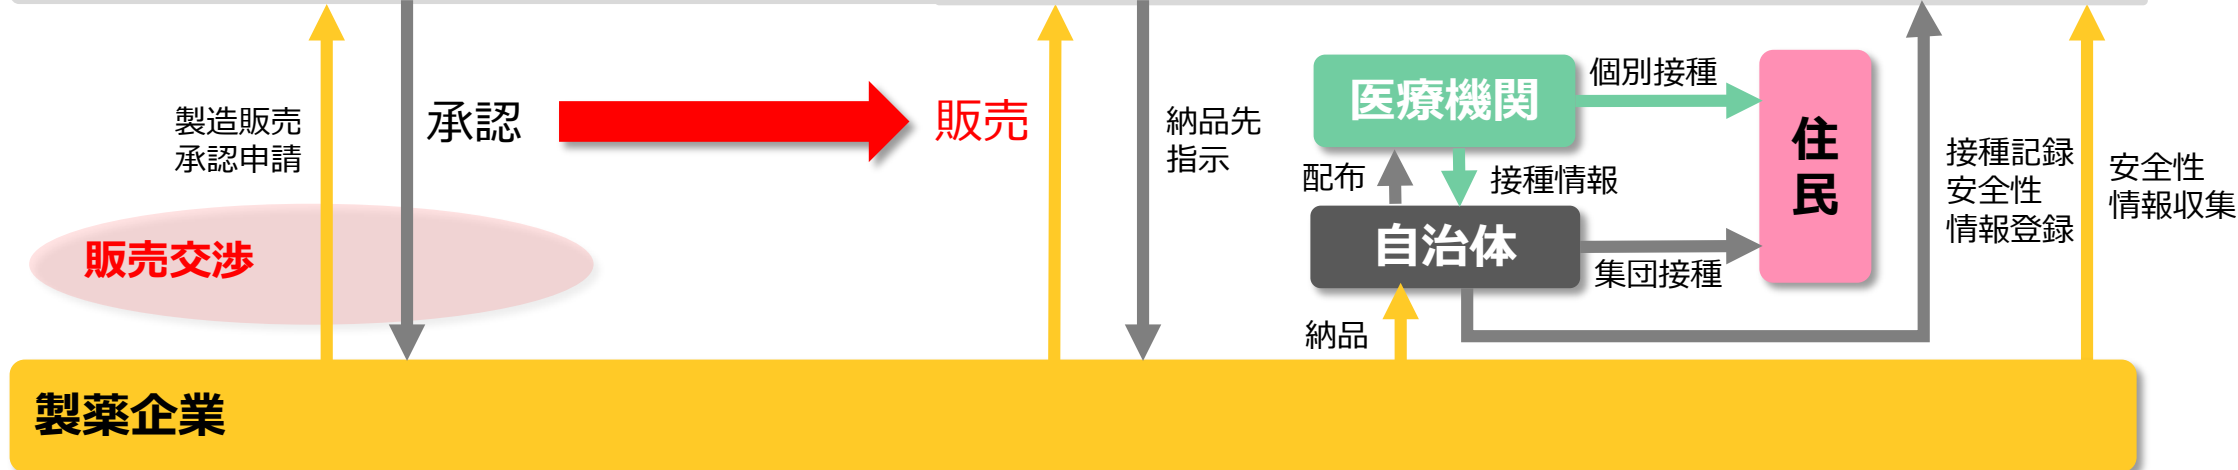 製造販売
承認申請
承認
販売
納品先
指示
医療機関
個別接種
住民
配布
接種情報
自治体
集団接種
納品
接種記録
安全性
情報登録
安全性
情報収集
販売交渉
製薬企業